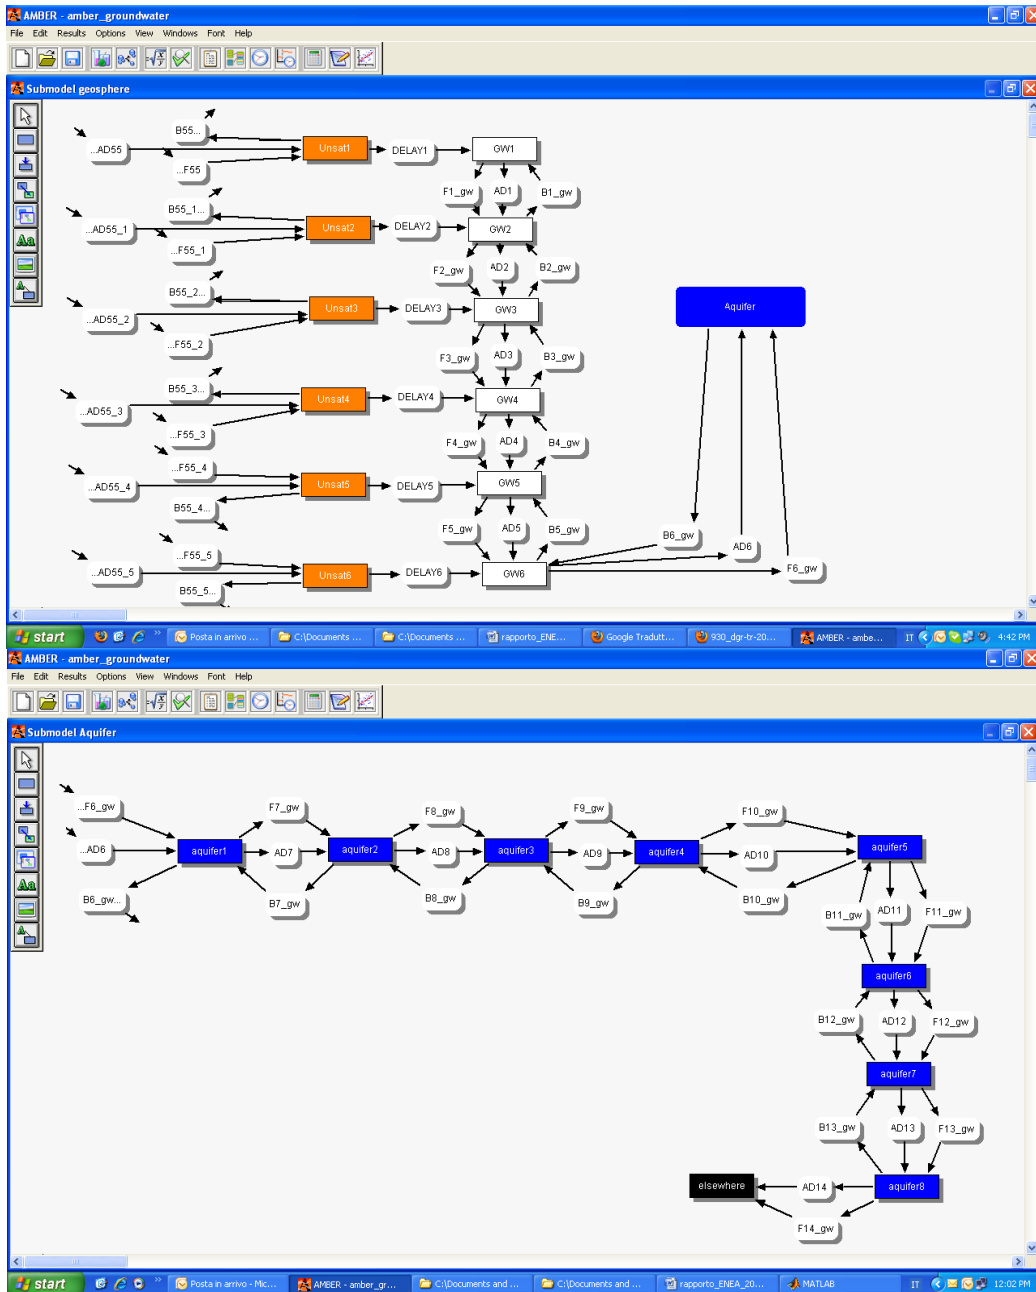 AMBER - amber_groundwater
File Edit Results Options View Windows Font Help
Submodel geosphere
B55...
...AD55
Unsat1
DELAY1
GW1
...F55
F1_gw
AD1
B1_gw
B55_1...
...AD55_1
Unsat2
DELAY2
GW2
...F55_1
F2_gw
AD2
B2_gw
B55_2...
Aquifer
...AD55_2
Unsat3
DELAY3
GW3
...F55_2
F3_gw
AD3
B3_gw
B55_3...
...AD55_3
Unsat4
DELAY4
GW4
...F55_3
F4_gw
AD4
B4_gw
...F55_4
...AD55_4
Unsat5
DELAY5
GW5
B55_4...
F5_gw
AD5
B5_gw
B6_gw
AD6
...F55_5
...AD55_5
Unsat6
DELAY6
GW6
F6_gw
B55_5...
start
Posta in arrivo ...
C:\Documents ...
C:\Documents ...
rapporto_ENE...
Google Tradutt...
930_dgr-tr-20...
AMBER - ambe...
IT
4:42 PM
AMBER - amber_groundwater
File Edit Results Options View Windows Font Help
Submodel Aquifer
...F6_gw
F7_gw
F8_gw
F9_gw
F10_gw
...AD6
aquifer1
AD7
aquifer2
AD8
aquifer3
AD9
aquifer4
AD10
aquifer5
B6_gw...
B7_gw
B8_gw
B9_gw
B10_gw
B11_gw
AD11
F11_gw
aquifer6
B12_gw
AD12
F12_gw
aquifer7
B13_gw
AD13
F13_gw
elsewhere
AD14
aquifer8
F14_gw
start
Posta in arrivo - Mic...
AMBER - amber_gr...
C:\Documents and ...
C:\Documents and ...
rapporto_ENEA_20...
MATLAB
IT
12:02 PM